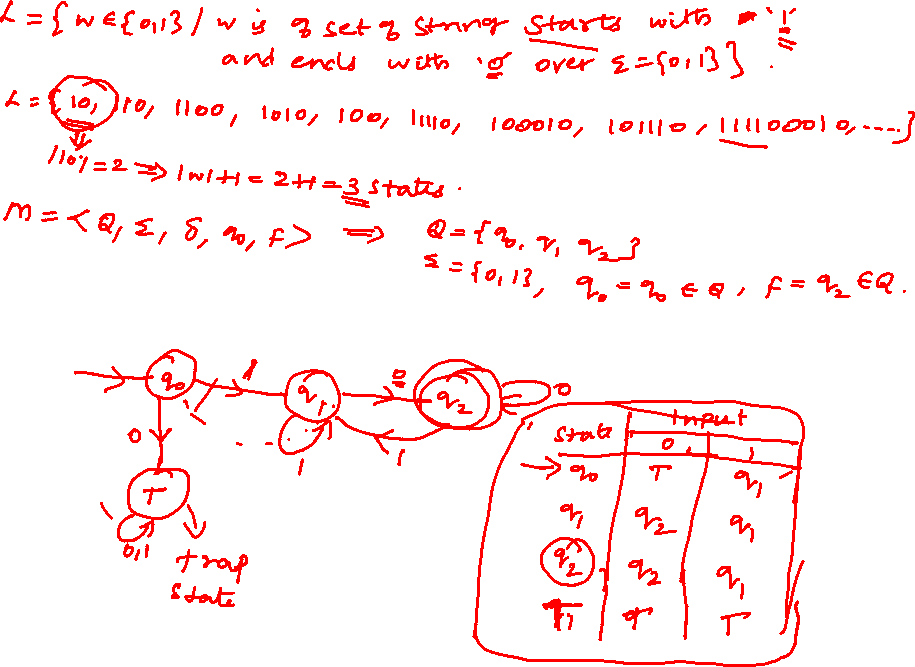 L = { w ∈ {0,1} / w is a set of string starts with '1'
and ends with '0' over Σ = {0,1} }.
L = { 10, 110, 1100, 1010, 100, 11110, 100010, 101110, 111100010, ....}
|10| = 2 ⇒ |w|+1 = 2+1 = 3 states.
M = < Q, Σ, δ, q0, F > ⇒ Q = { q0, q1, q2 }
Σ = {0,1}, q0 = q0 ∈ Q, F = q2 ∈ Q.
q0 1 q1 0 q2 0
0 1 1
T
0,1
trap
state
State Input
0 1
→ q0 T q1
q1 q2 q1
q2 q2 q1
T T T